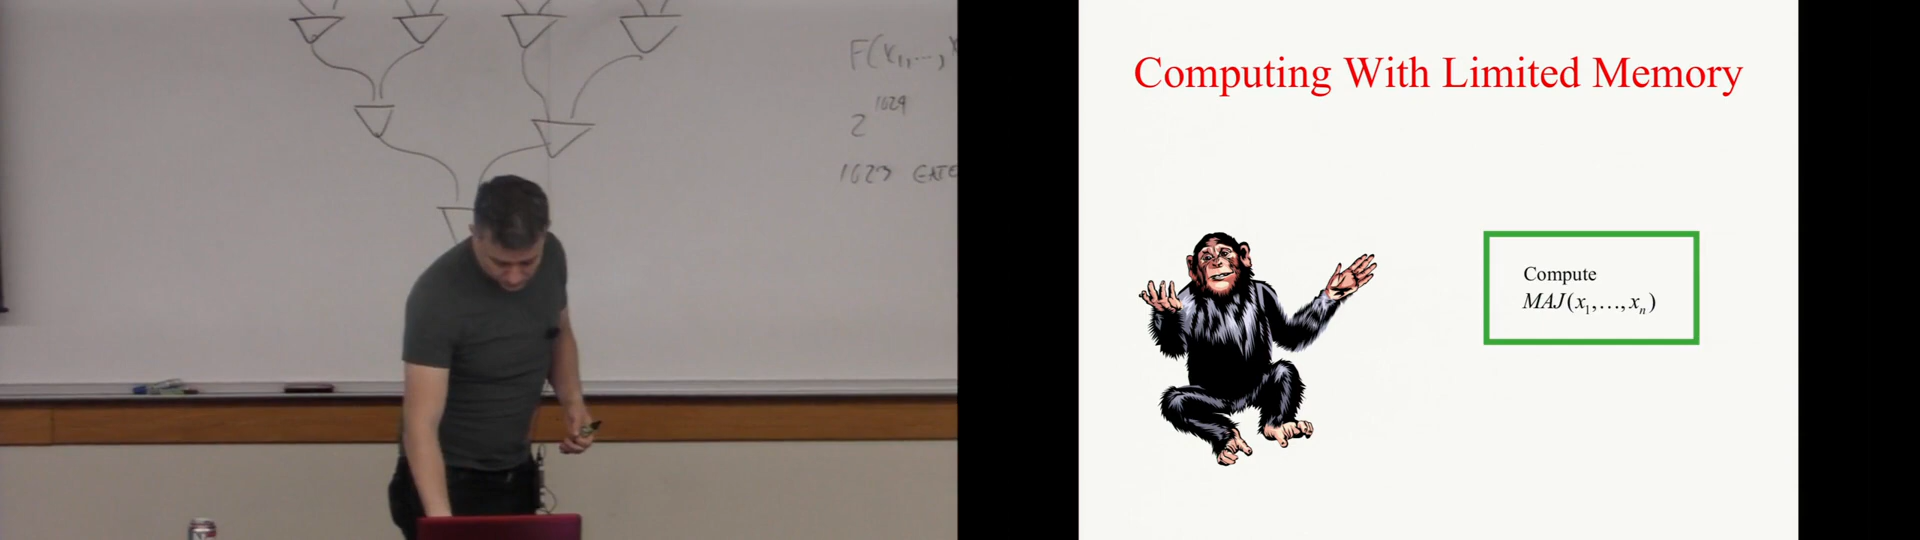 F(x₁,...,
2^1024
1023 GATE
Computing With Limited Memory
Compute
MAJ(x₁,...,xₙ)